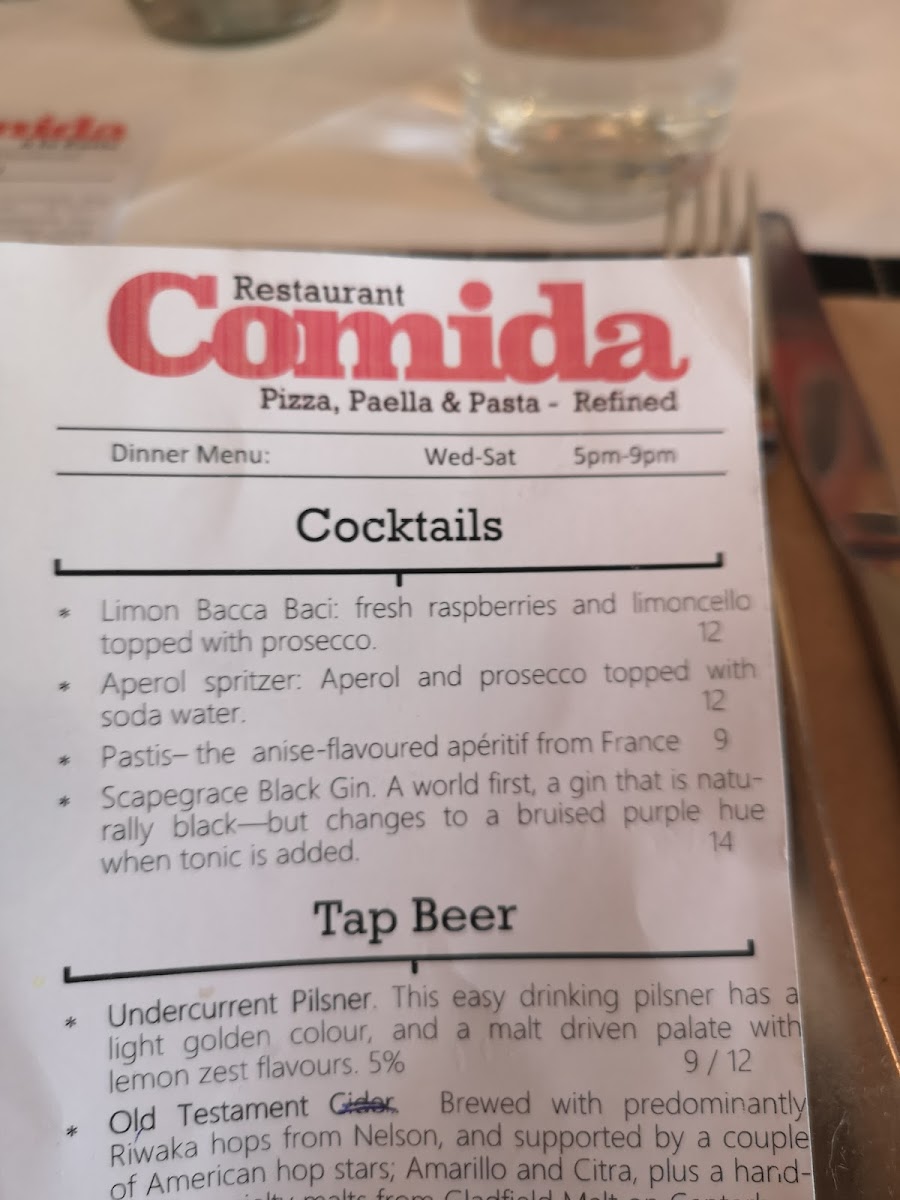 mida
Restaurant
Comida
Pizza, Paella & Pasta - Refined
Dinner Menu: Wed-Sat 5pm-9pm
Cocktails
* Limon Bacca Baci: fresh raspberries and limoncello
topped with prosecco. 12
* Aperol spritzer: Aperol and prosecco topped with
soda water. 12
* Pastis– the anise-flavoured apéritif from France 9
* Scapegrace Black Gin. A world first, a gin that is natu-
rally black—but changes to a bruised purple hue
when tonic is added. 14
Tap Beer
* Undercurrent Pilsner. This easy drinking pilsner has a
light golden colour, and a malt driven palate with
lemon zest flavours. 5% 9 / 12
* Old Testament Cider. Brewed with predominantly
Riwaka hops from Nelson, and supported by a couple
of American hop stars; Amarillo and Citra, plus a hand-
malts from Gladfield Malt